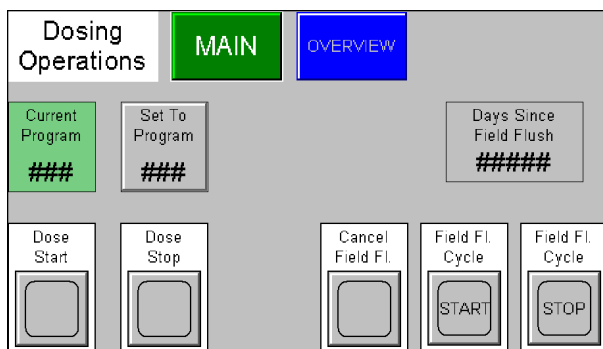 Dosing
Operations
MAIN
OVERVIEW
Current
Program
###
Set To
Program
###
Days Since
Field Flush
#####
Dose
Start
Dose
Stop
Cancel
Field Fl.
Field Fl.
Cycle
START
Field Fl.
Cycle
STOP